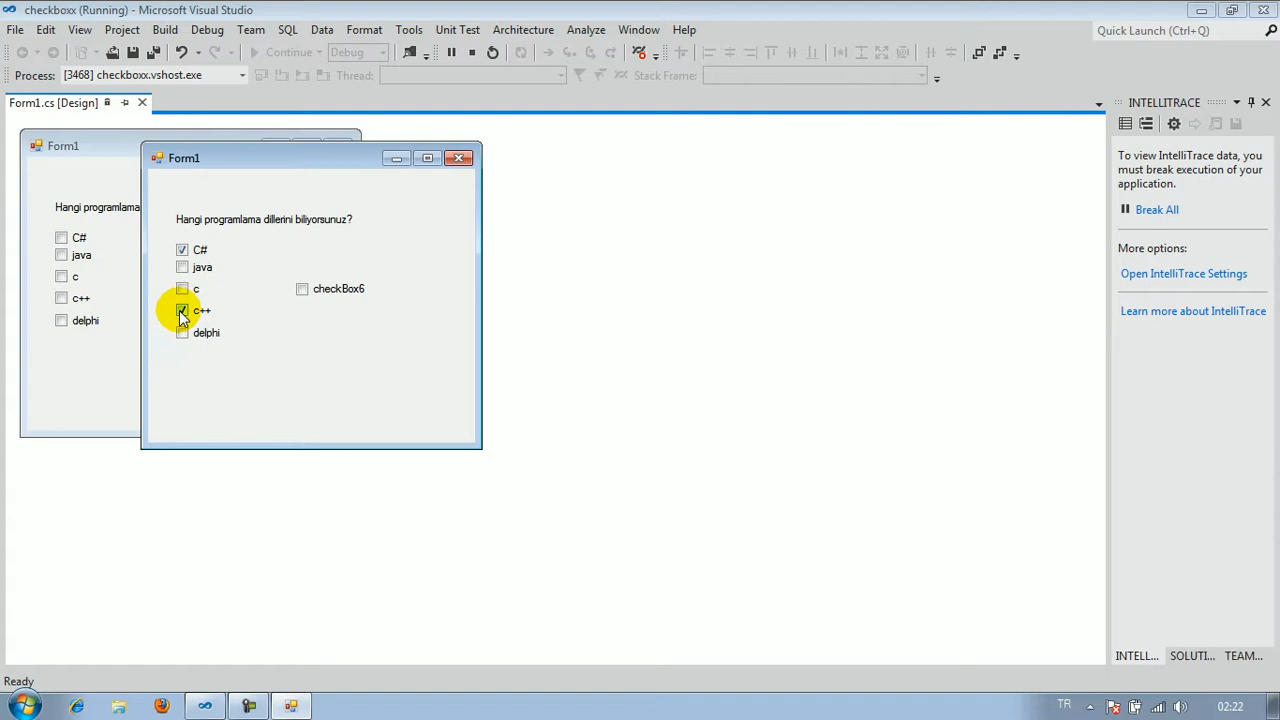 checkboxx (Running) - Microsoft Visual Studio
File Edit View Project Build Debug Team SQL Data Format Tools Unit Test Architecture Analyze Window Help
Quick Launch (Ctrl+Q)
Continue Debug
Process: [3468] checkboxx.vshost.exe Thread: Stack Frame:
Form1.cs [Design]
Form1
Hangi programlama
C#
java
c
c++
delphi
Form1
Hangi programlama dillerini biliyorsunuz?
C#
java
c checkBox6
c++
delphi
INTELLITRACE
To view IntelliTrace data, you
must break execution of your
application.
Break All
More options:
Open IntelliTrace Settings
Learn more about IntelliTrace
INTELL... SOLUTI... TEAM...
Ready
TR 02:22